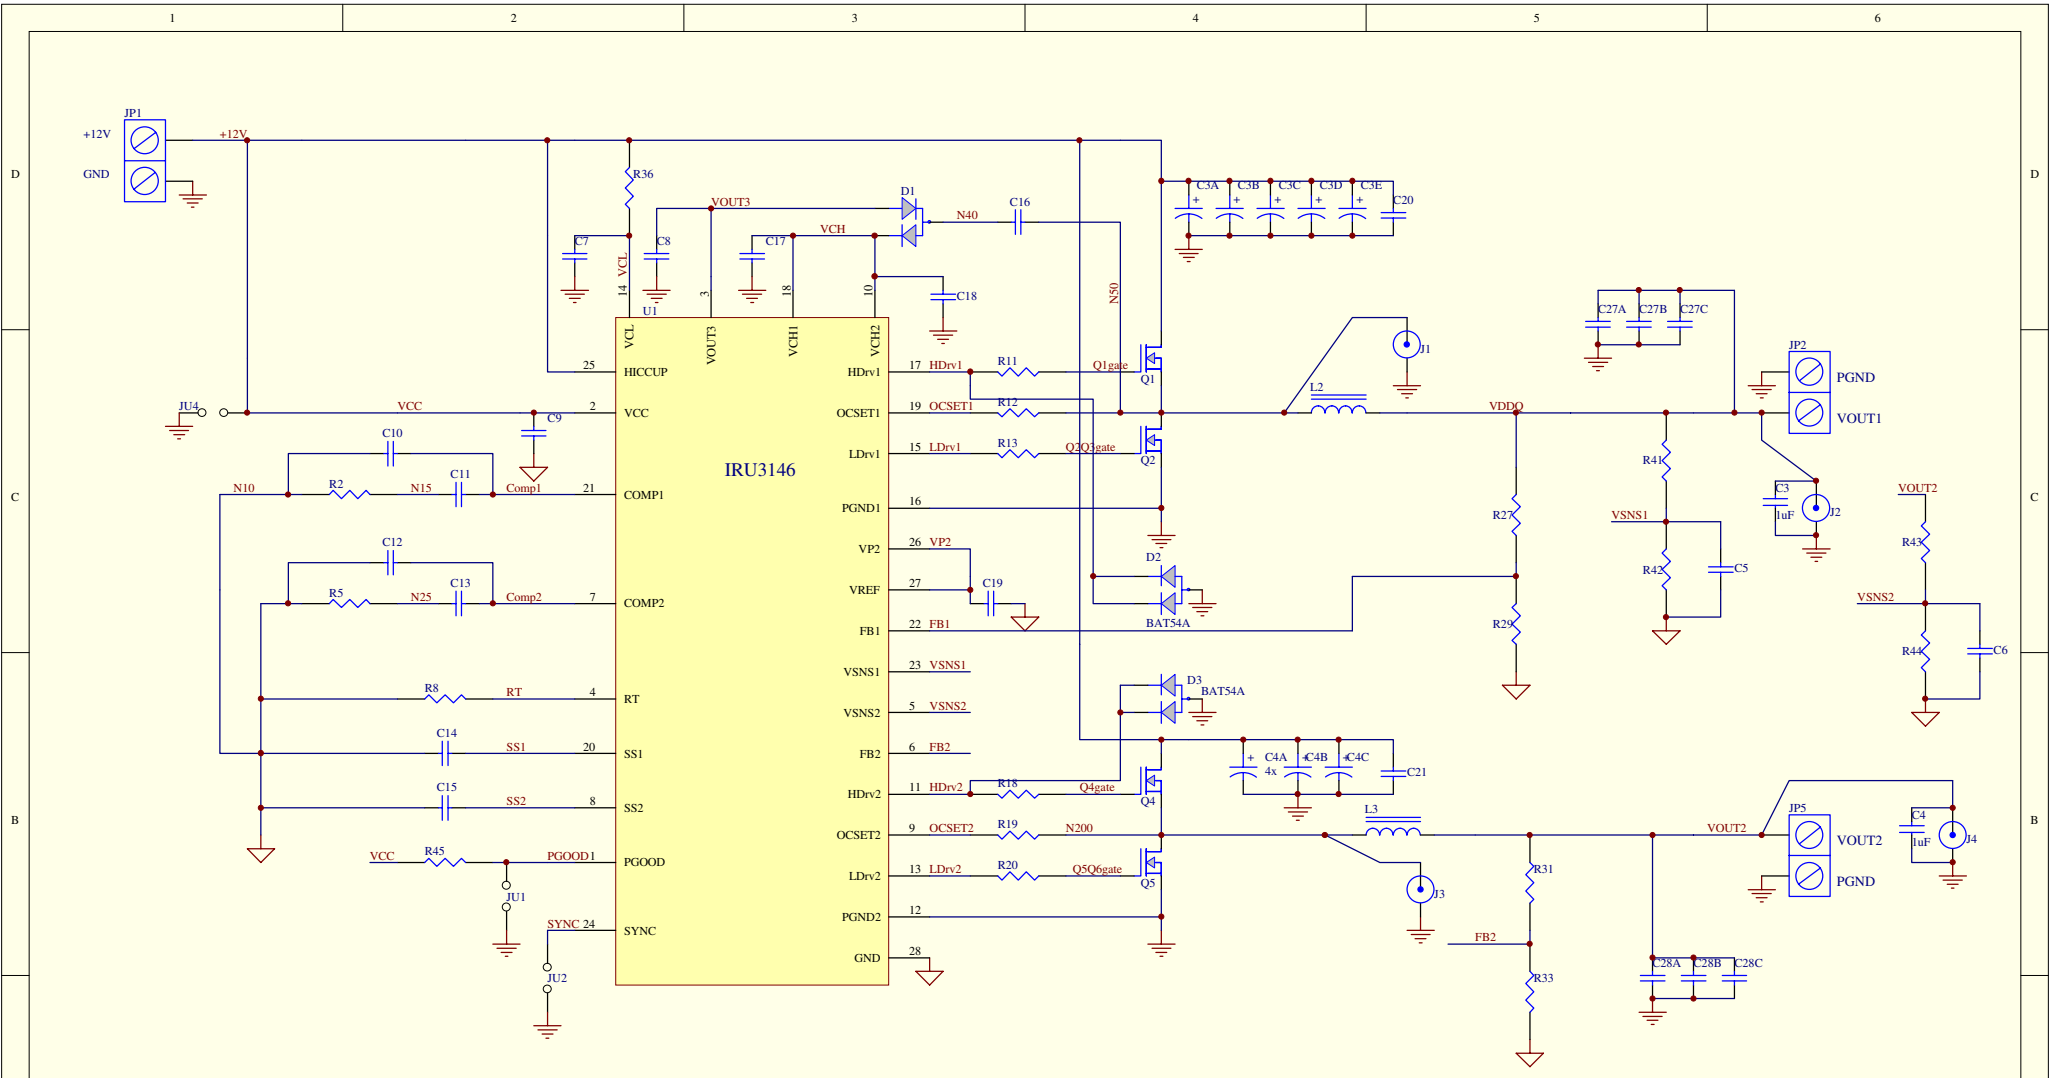 1 2 3 4 5 6
D
C
B
D
C
B
JP1
+12V
GND
+12V
R36
C7
VCL
14
C8
VOUT3
3
C17
VCH
18
10
D1
N40
C16
C18
N50
C3A C3B C3C C3D C3E C20
+ + + + +
U1
VCL
VOUT3
VCH1
VCH2
IRU3146
25 HICCUP
JU4
VCC
C9
2 VCC
C10
N10
R2
N15
C11
Comp1
21 COMP1
C12
R5
N25
C13
Comp2
7 COMP2
R8
RT
4 RT
C14
SS1
20 SS1
C15
SS2
8 SS2
VCC
R45
PGOOD 1 PGOOD
JU1
SYNC 24 SYNC
JU2
HDrv1 17 HDrv1 R11 Q1gate Q1
OCSET1 19 OCSET1 R12
LDrv1 15 LDrv1 R13 Q2Q3gate Q2
PGND1 16
VP2 26 VP2
VREF 27 C19
FB1 22 FB1
VSNS1 23 VSNS1
VSNS2 5 VSNS2
FB2 6 FB2
HDrv2 11 HDrv2 R18 Q4gate Q4
OCSET2 9 OCSET2 R19 N200
LDrv2 13 LDrv2 R20 Q5Q6gate Q5
PGND2 12
GND 28
D2
BAT54A
D3
BAT54A
J1
L2
VDDQ
R27
R29
C27A C27B C27C
JP2
PGND
VOUT1
R41
VSNS1
R42
C5
C3
1uF
J2
VOUT2
R43
VSNS2
R44
C6
+ C4A + C4B + C4C C21
4x
L3
J3
R31
FB2
R33
VOUT2
JP5
VOUT2
PGND
C4
1uF
J4
C28A C28B C28C